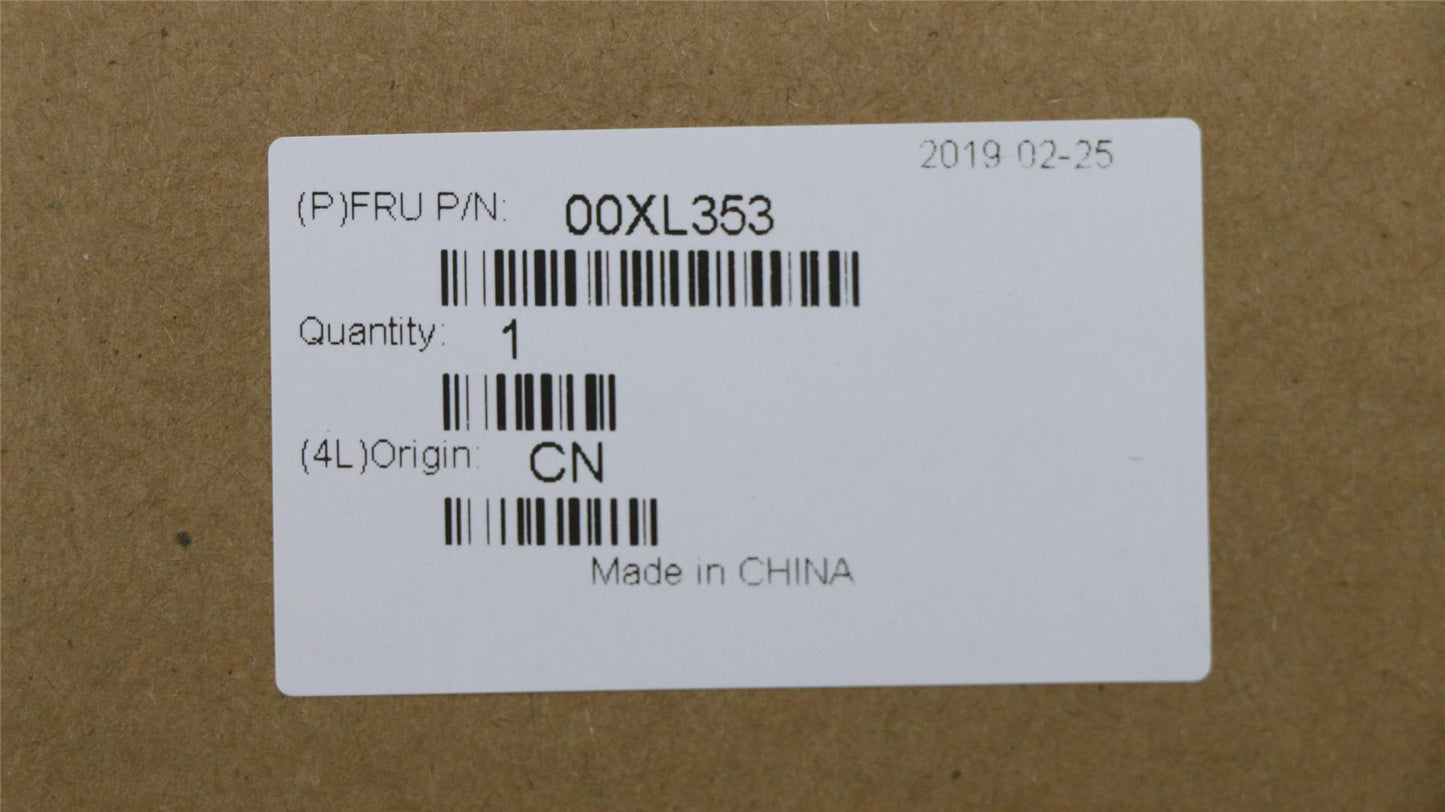 2019-02-25
(P)FRU P/N: 00XL353
Quantity: 1
(4L)Origin: CN
Made in CHINA